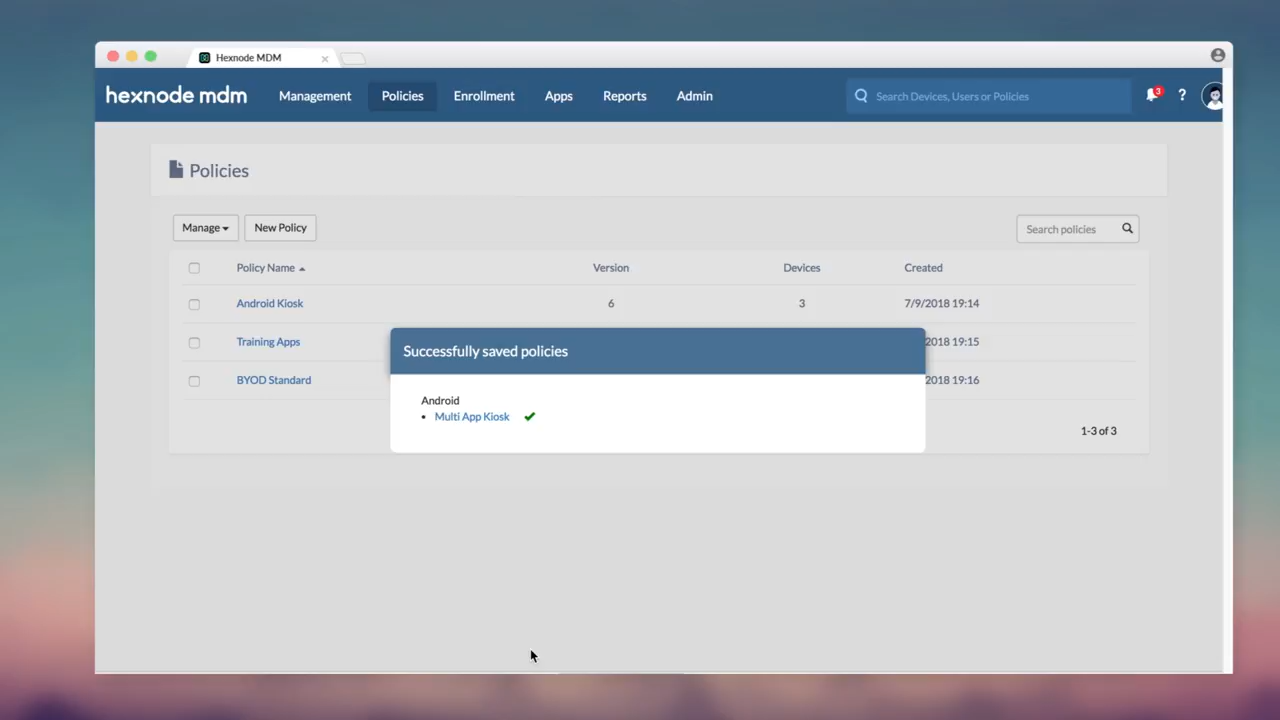 Hexnode MDM
hexnode mdm Management Policies Enrollment Apps Reports Admin Search Devices, Users or Policies 3 ?
Policies
Manage New Policy Search policies
Policy Name Version Devices Created
Android Kiosk 6 3 7/9/2018 19:14
Training Apps 2018 19:15
Successfully saved policies
BYOD Standard 2018 19:16
Android
• Multi App Kiosk
1-3 of 3